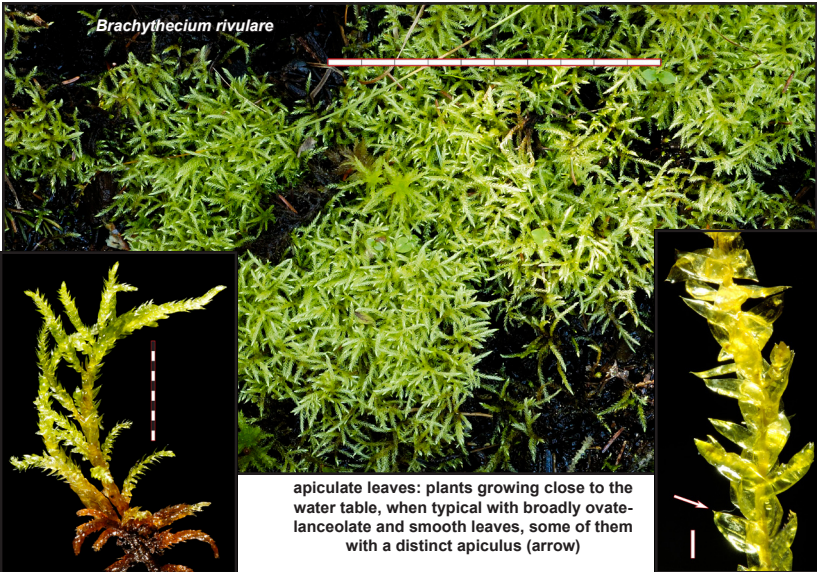 Brachythecium rivulare
apiculate leaves: plants growing close to the
water table, when typical with broadly ovate-
lanceolate and smooth leaves, some of them
with a distinct apiculus (arrow)